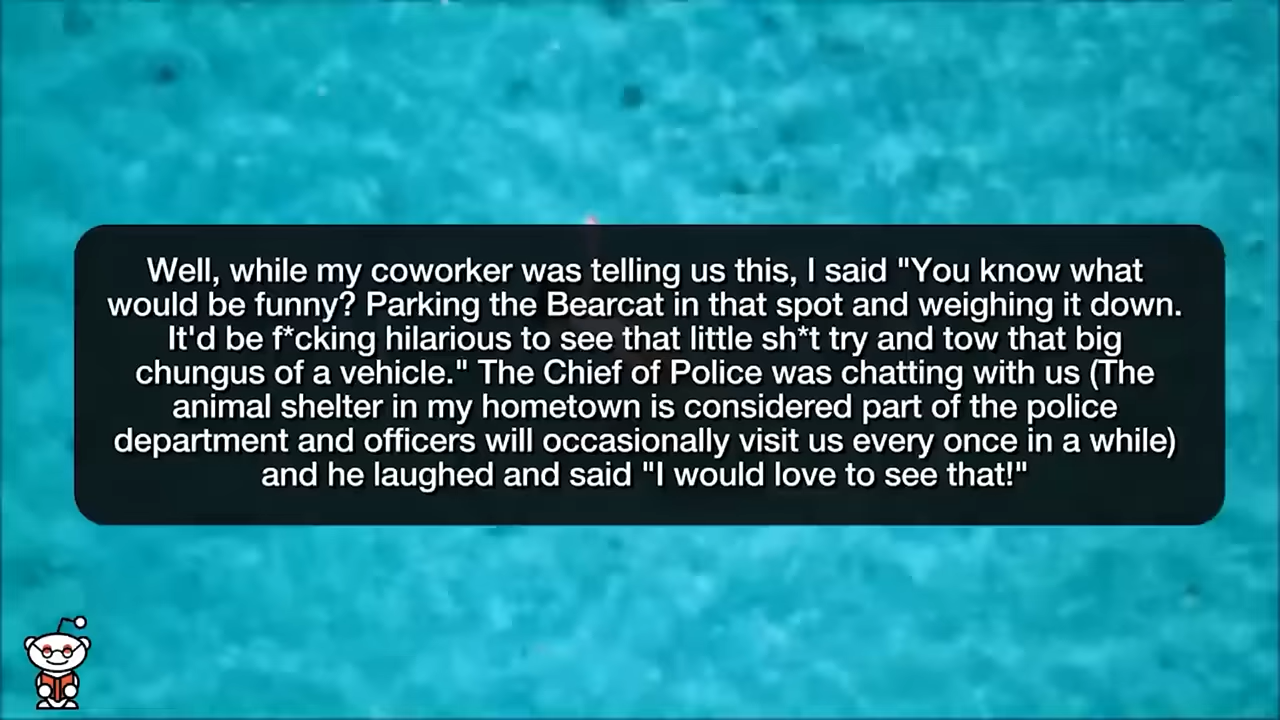 Well, while my coworker was telling us this, I said "You know what
would be funny? Parking the Bearcat in that spot and weighing it down.
It'd be f*cking hilarious to see that little sh*t try and tow that big
chungus of a vehicle." The Chief of Police was chatting with us (The
animal shelter in my hometown is considered part of the police
department and officers will occasionally visit us every once in a while)
and he laughed and said "I would love to see that!"